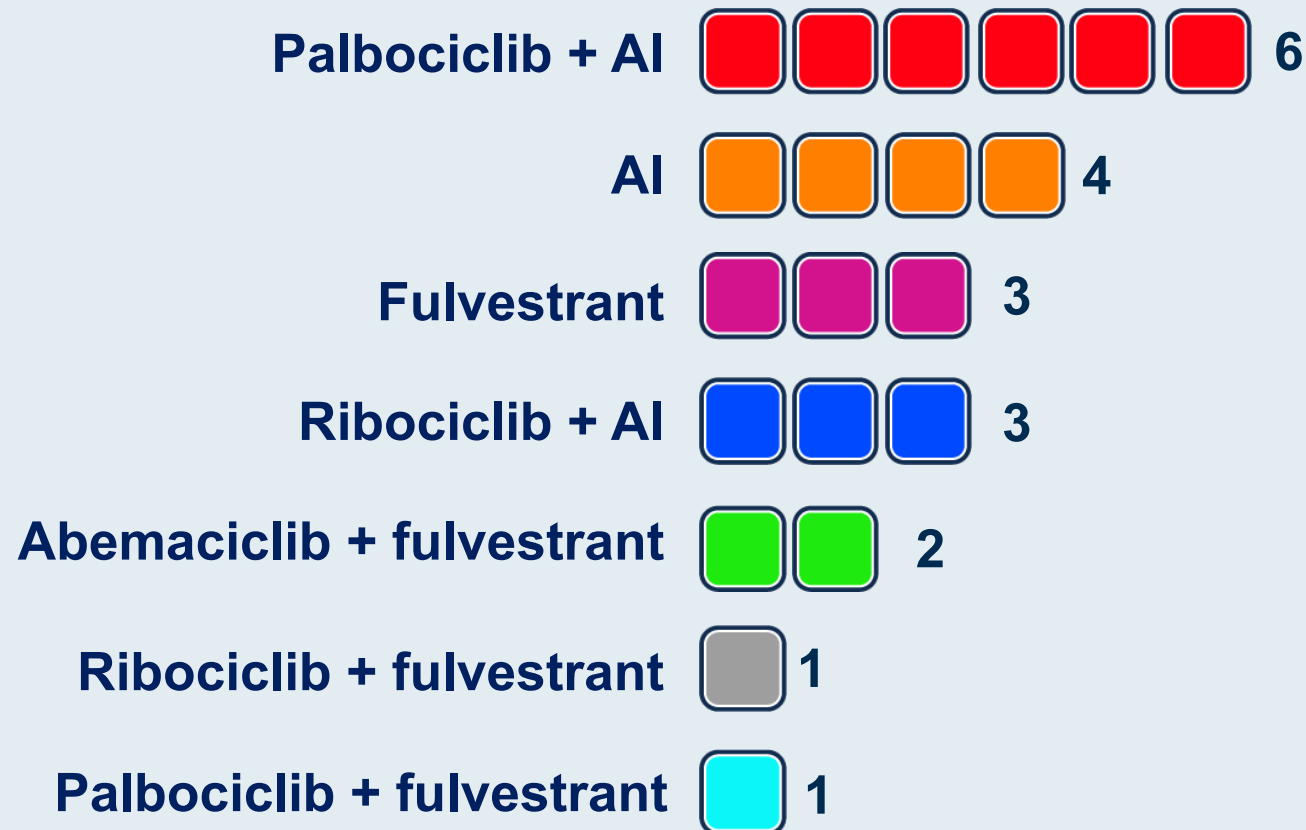 Palbociclib + AI 6
AI 4
Fulvestrant 3
Ribociclib + AI 3
Abemaciclib + fulvestrant 2
Ribociclib + fulvestrant 1
Palbociclib + fulvestrant 1